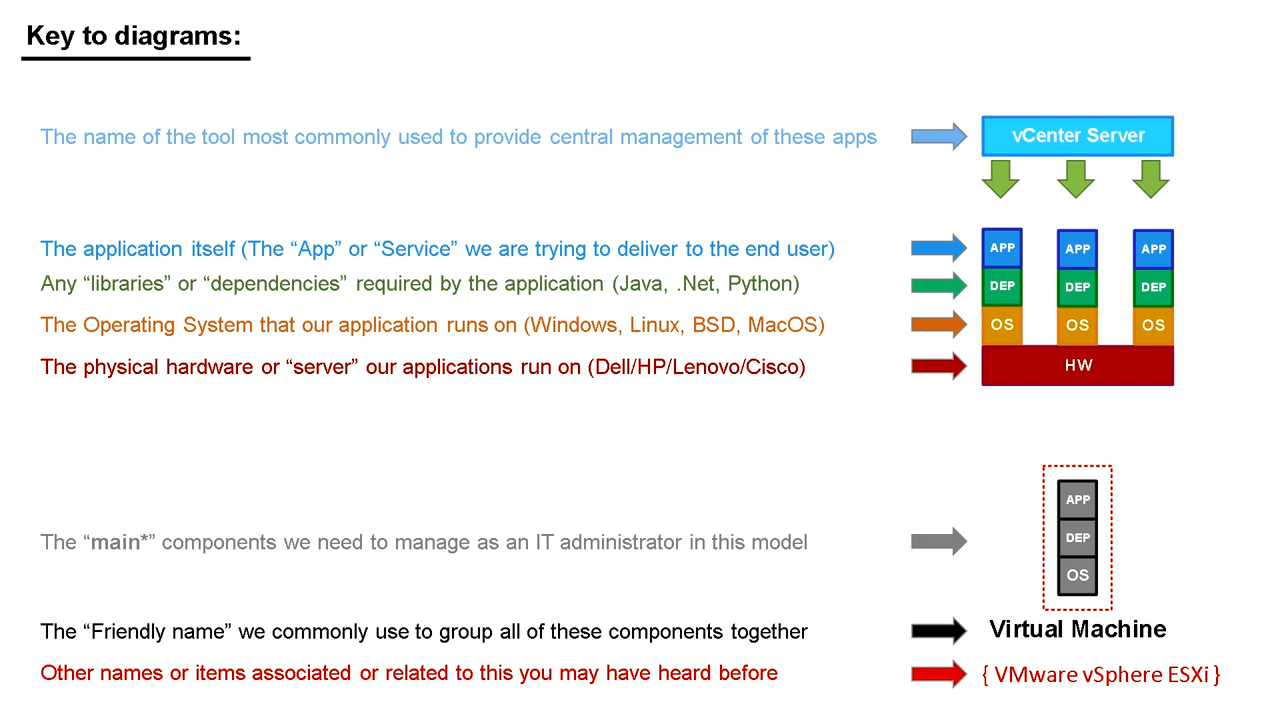 Key to diagrams:
The name of the tool most commonly used to provide central management of these apps
vCenter Server
The application itself (The “App” or “Service” we are trying to deliver to the end user)
APP APP APP
Any “libraries” or “dependencies” required by the application (Java, .Net, Python)
DEP DEP DEP
The Operating System that our application runs on (Windows, Linux, BSD, MacOS)
OS OS OS
The physical hardware or “server” our applications run on (Dell/HP/Lenovo/Cisco)
HW
The “main*” components we need to manage as an IT administrator in this model
APP
DEP
OS
The “Friendly name” we commonly use to group all of these components together
Virtual Machine
Other names or items associated or related to this you may have heard before
{ VMware vSphere ESXi }